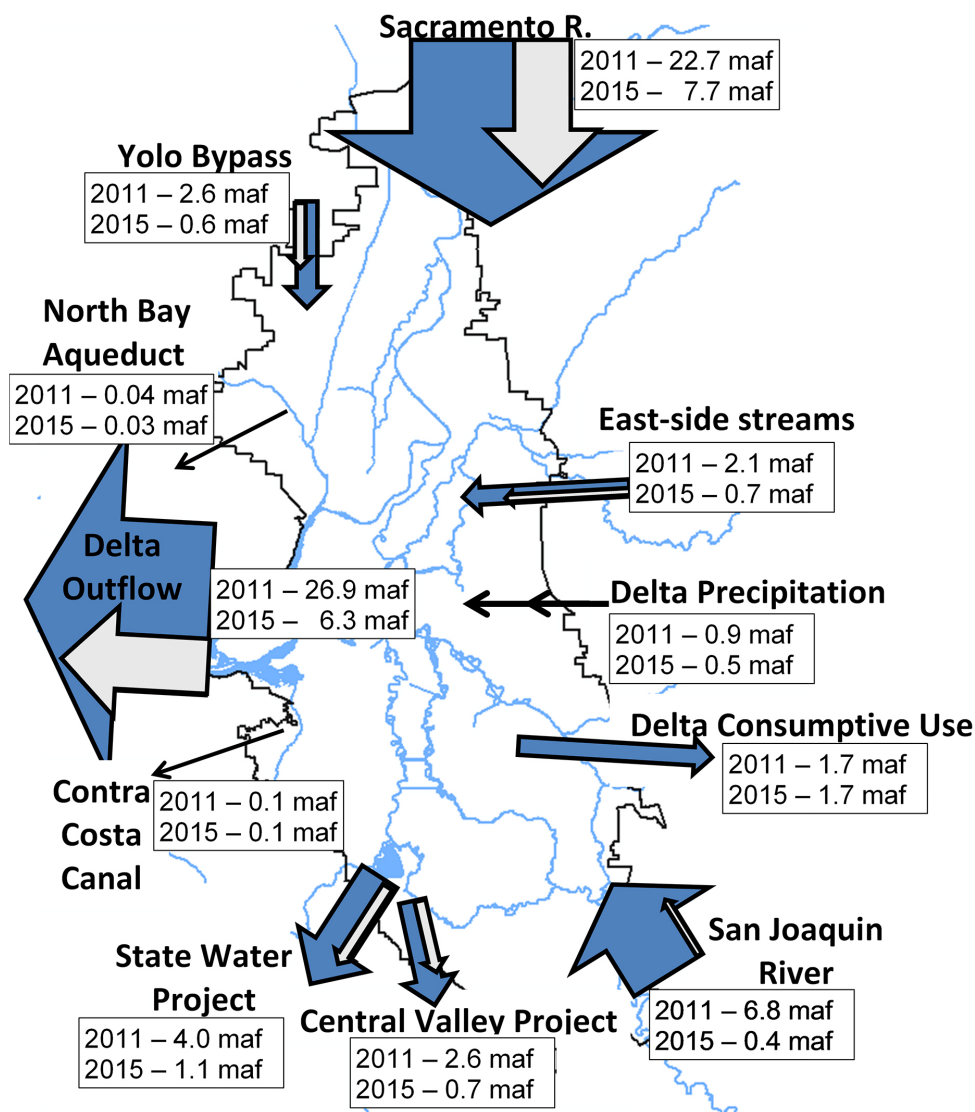 Sacramento R.
2011 – 22.7 maf
2015 –   7.7 maf
Yolo Bypass
2011 – 2.6 maf
2015 – 0.6 maf
North Bay
Aqueduct
2011 – 0.04 maf
2015 – 0.03 maf
East-side streams
2011 – 2.1 maf
2015 – 0.7 maf
Delta
Outflow
2011 – 26.9 maf
2015 –   6.3 maf
Delta Precipitation
2011 – 0.9 maf
2015 – 0.5 maf
Delta Consumptive Use
2011 – 1.7 maf
2015 – 1.7 maf
Contra
Costa
Canal
2011 – 0.1 maf
2015 – 0.1 maf
State Water
Project
2011 – 4.0 maf
2015 – 1.1 maf
Central Valley Project
2011 – 2.6 maf
2015 – 0.7 maf
San Joaquin
River
2011 – 6.8 maf
2015 – 0.4 maf